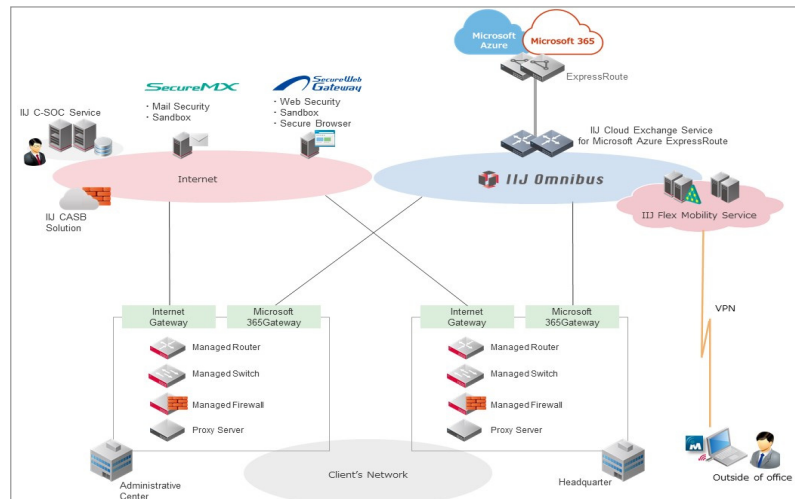 Microsoft
Azure
Microsoft 365
ExpressRoute
SecureMX
・Mail Security
・Sandbox
SecureWeb
Gateway
・Web Security
・Sandbox
・Secure Browser
IIJ C-SOC Service
IIJ Cloud Exchange Service
for Microsoft Azure ExpressRoute
Internet
IIJ Omnibus
IIJ CASB
Solution
IIJ Flex Mobility Service
VPN
Internet
Gateway
Microsoft
365Gateway
Managed Router
Managed Switch
Managed Firewall
Proxy Server
Administrative
Center
Internet
Gateway
Microsoft
365Gateway
Managed Router
Managed Switch
Managed Firewall
Proxy Server
Headquarter
Client's Network
M
Outside of office